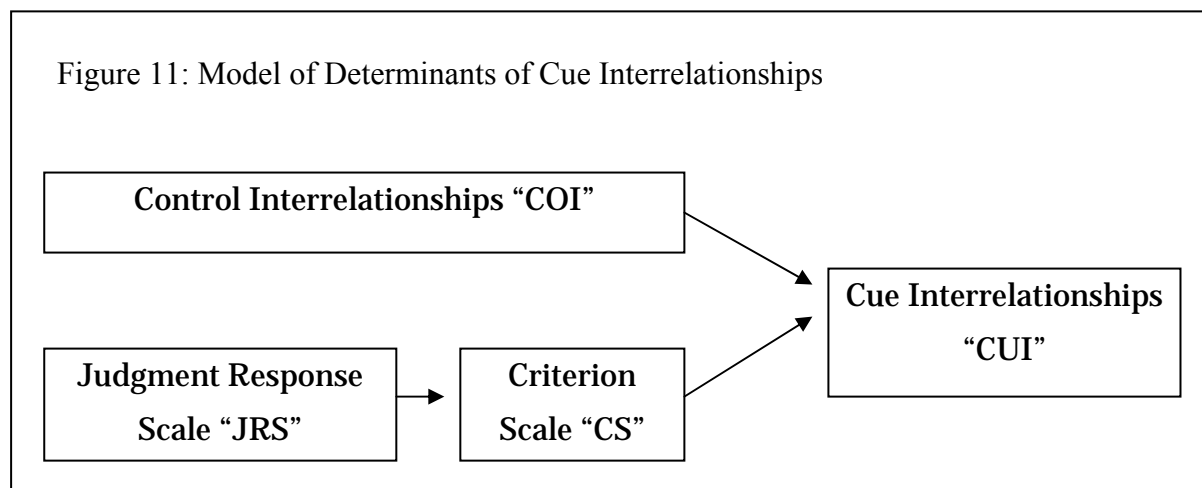 Figure 11: Model of Determinants of Cue Interrelationships
Control Interrelationships “COI”
Cue Interrelationships
“CUI”
Judgment Response
Scale “JRS”
Criterion
Scale “CS”